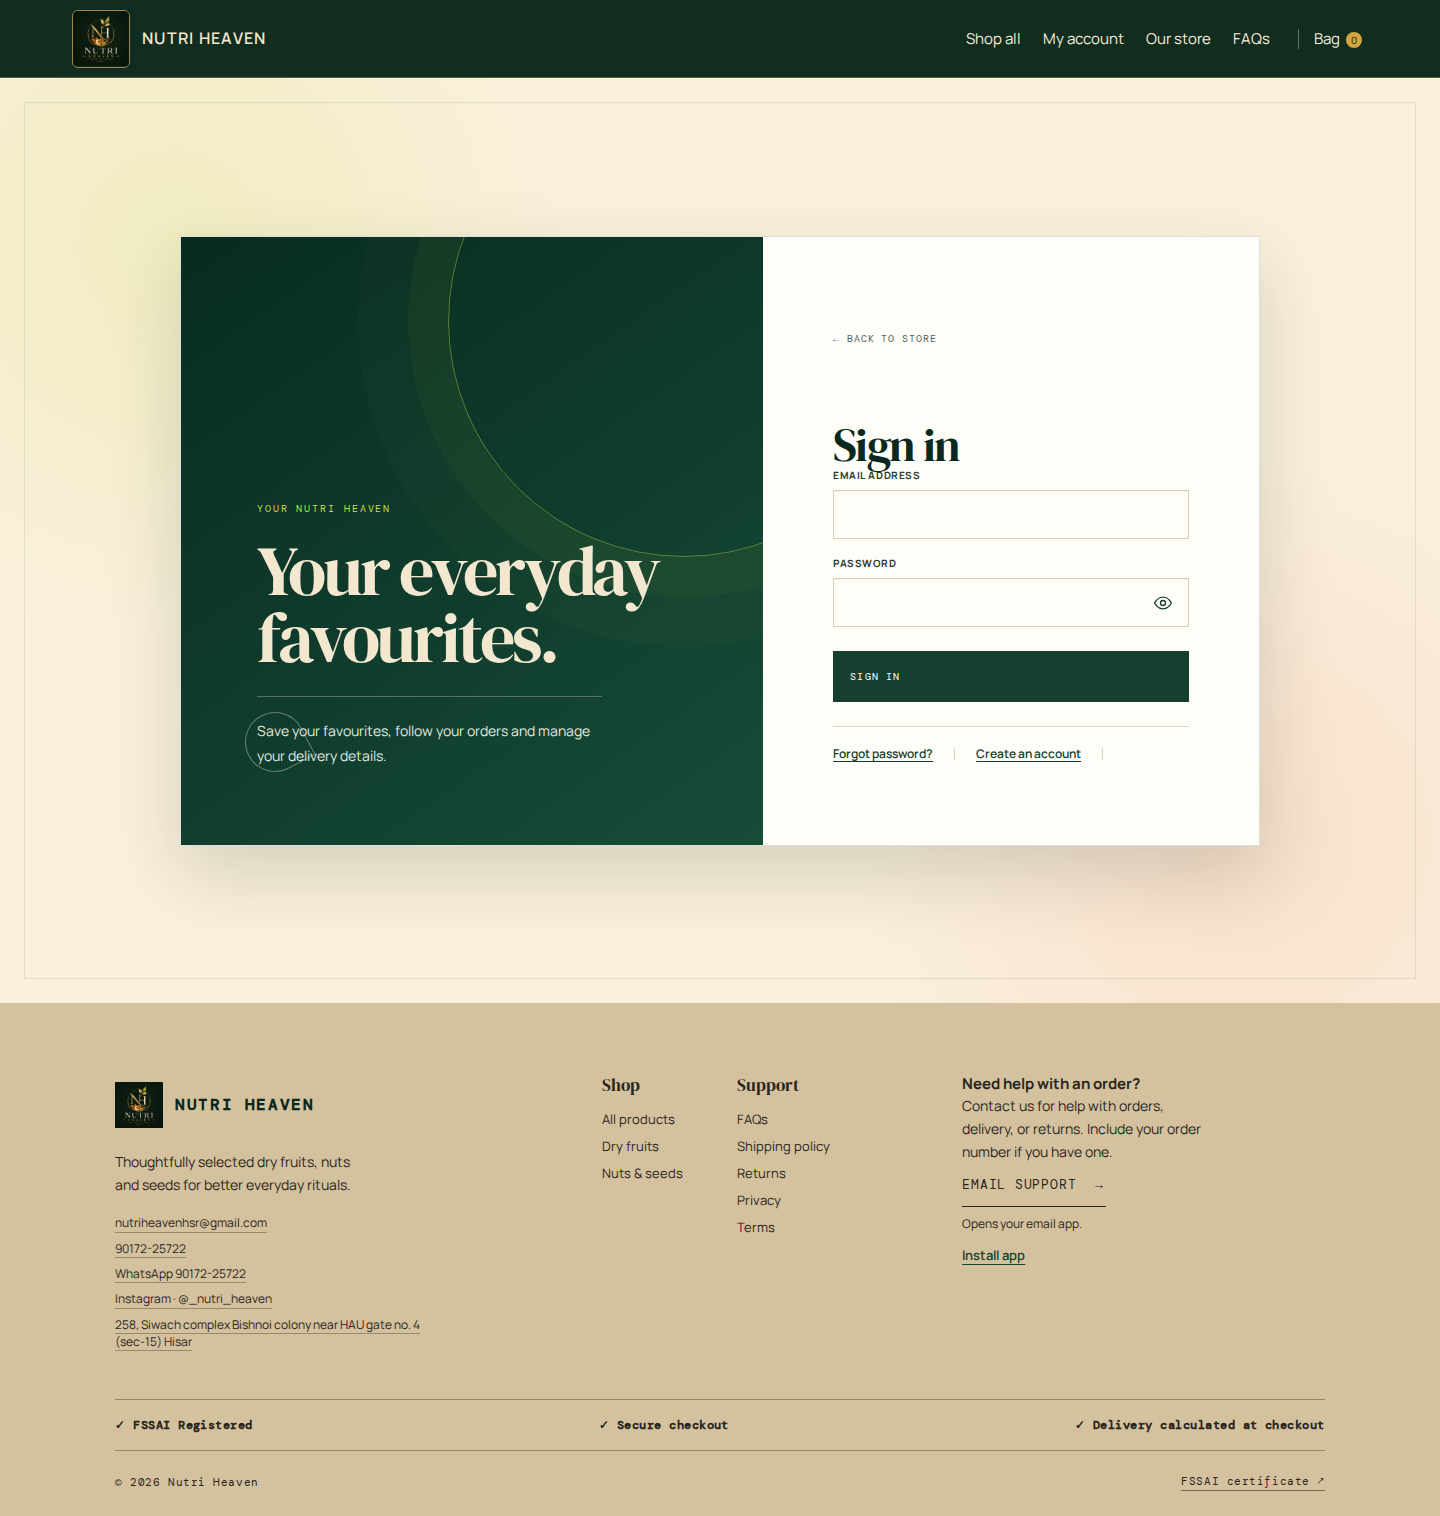 NUTRI
NUTRI HEAVEN
Shop all
My account
Our store
FAQs
Bag 0
← BACK TO STORE
Sign in
EMAIL ADDRESS
PASSWORD
SIGN IN
Forgot password?
Create an account
YOUR NUTRI HEAVEN
Your everyday
favourites.
Save your favourites, follow your orders and manage
your delivery details.
NUTRI
NUTRI HEAVEN
Thoughtfully selected dry fruits, nuts
and seeds for better everyday rituals.
nutriheavenhsr@gmail.com
90172-25722
WhatsApp 90172-25722
Instagram · @_nutri_heaven
258, Siwach complex Bishnoi colony near HAU gate no. 4
(sec-15) Hisar
Shop
All products
Dry fruits
Nuts & seeds
Support
FAQs
Shipping policy
Returns
Privacy
Terms
Need help with an order?
Contact us for help with orders,
delivery, or returns. Include your order
number if you have one.
EMAIL SUPPORT →
Opens your email app.
Install app
✓ FSSAI Registered
✓ Secure checkout
✓ Delivery calculated at checkout
© 2026 Nutri Heaven
FSSAI certificate ↗